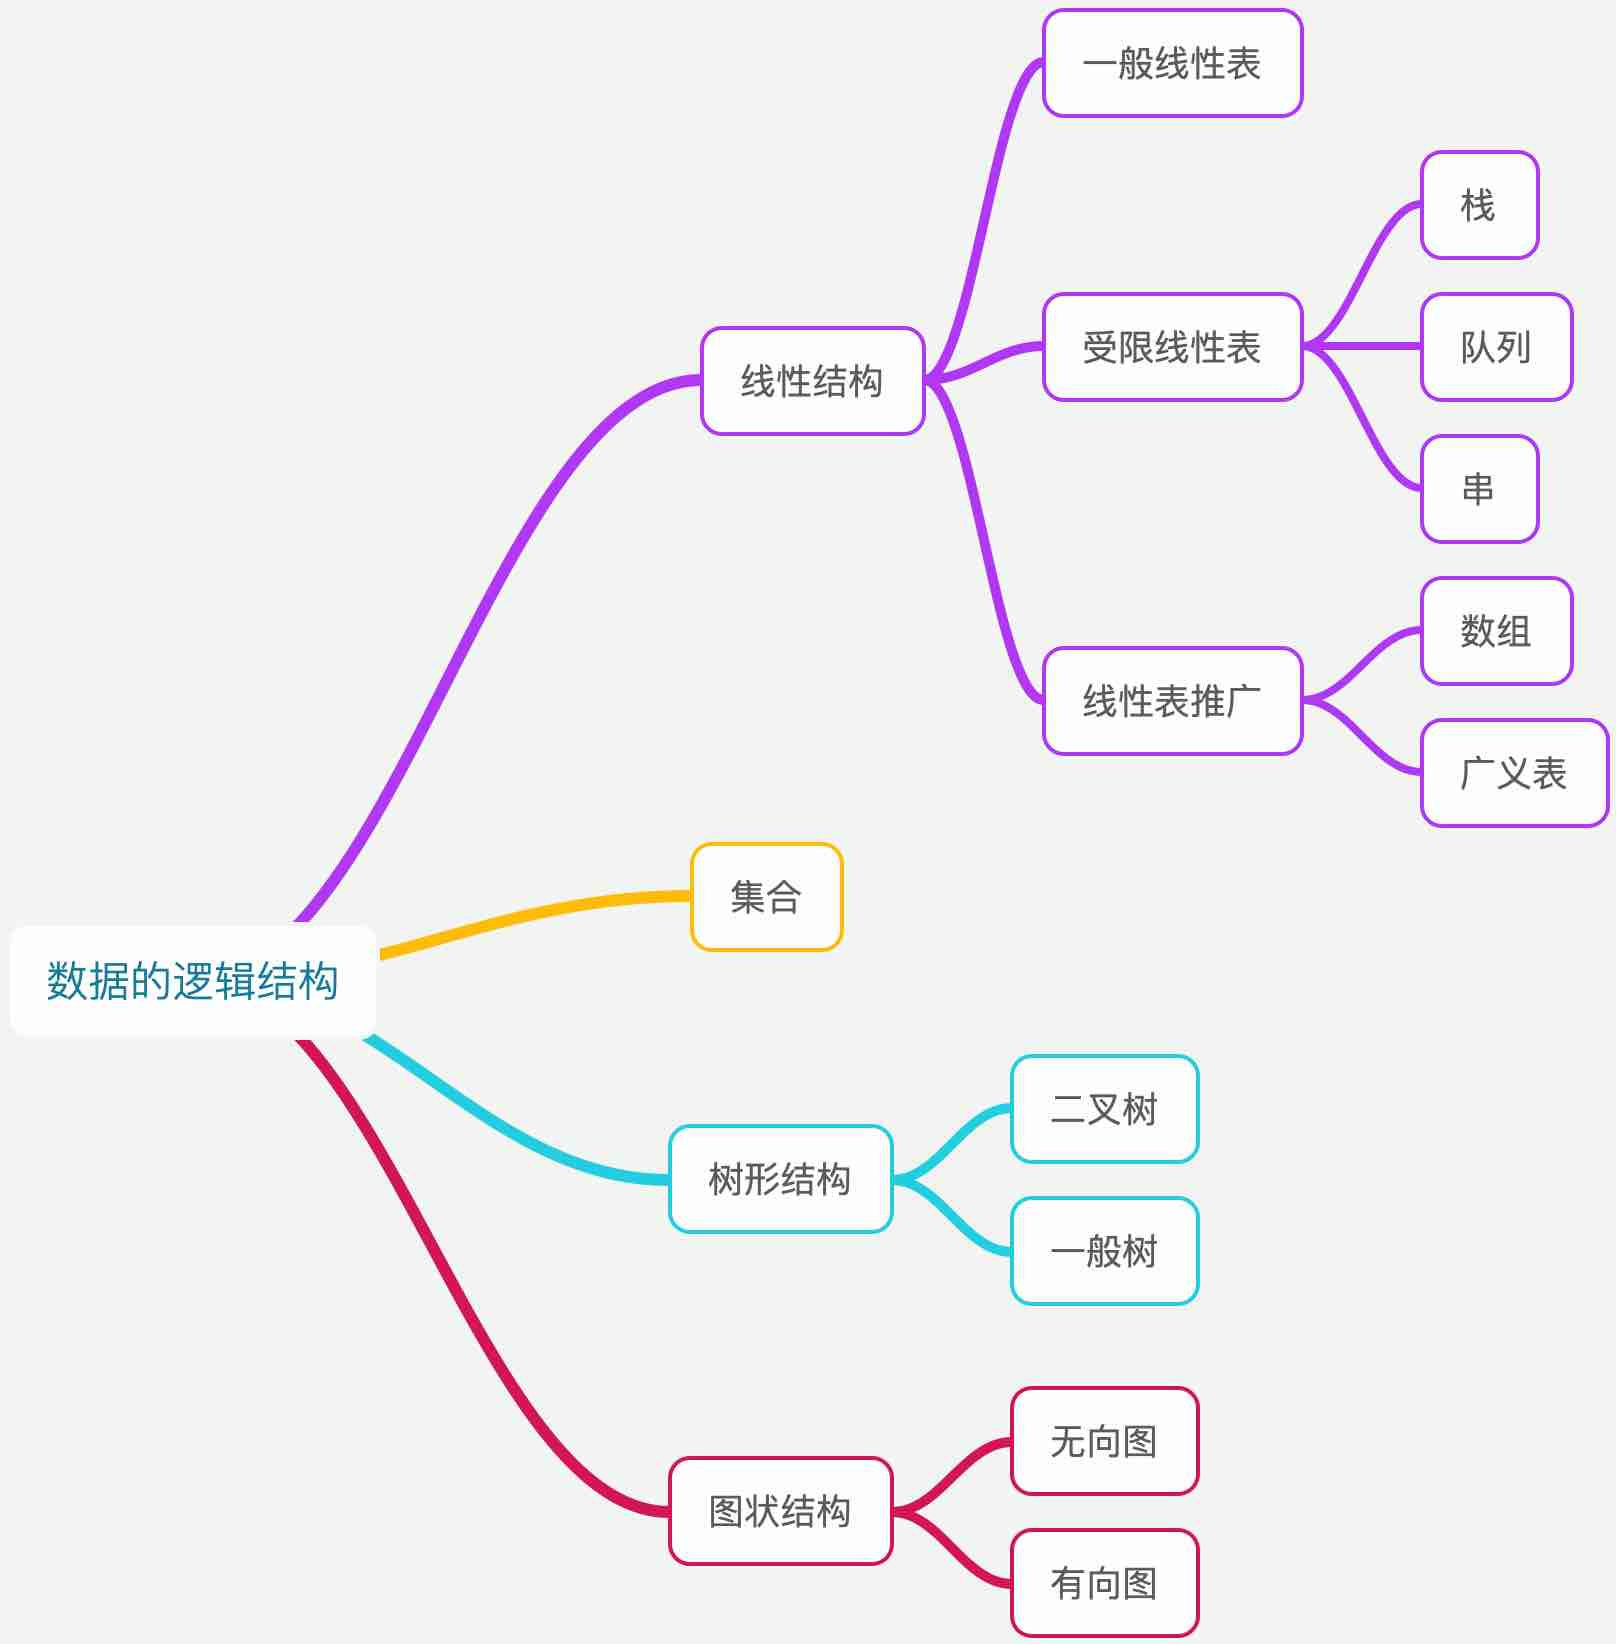 数据的逻辑结构
线性结构
一般线性表
受限线性表
栈
队列
串
线性表推广
数组
广义表
集合
树形结构
二叉树
一般树
图状结构
无向图
有向图